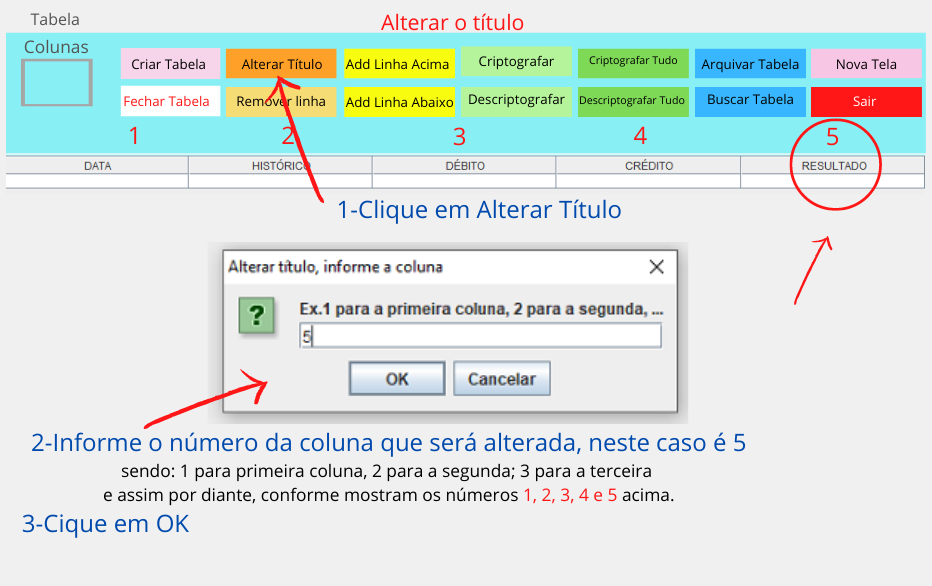 Tabela
Alterar o título
Colunas
Criar Tabela
Alterar Título
Add Linha Acima
Criptografar
Criptografar Tudo
Arquivar Tabela
Nova Tela
Fechar Tabela
Remover linha
Add Linha Abaixo
Descriptografar
Descriptografar Tudo
Buscar Tabela
Sair
1
2
3
4
5
DATA
HISTÓRICO
DÉBITO
CRÉDITO
RESULTADO
1-Clique em Alterar Título
Alterar título, informe a coluna
?
Ex.1 para a primeira coluna, 2 para a segunda, ...
5
OK
Cancelar
2-Informe o número da coluna que será alterada, neste caso é 5
sendo: 1 para primeira coluna, 2 para a segunda; 3 para a terceira
e assim por diante, conforme mostram os números 1, 2, 3, 4 e 5 acima.
3-Cique em OK